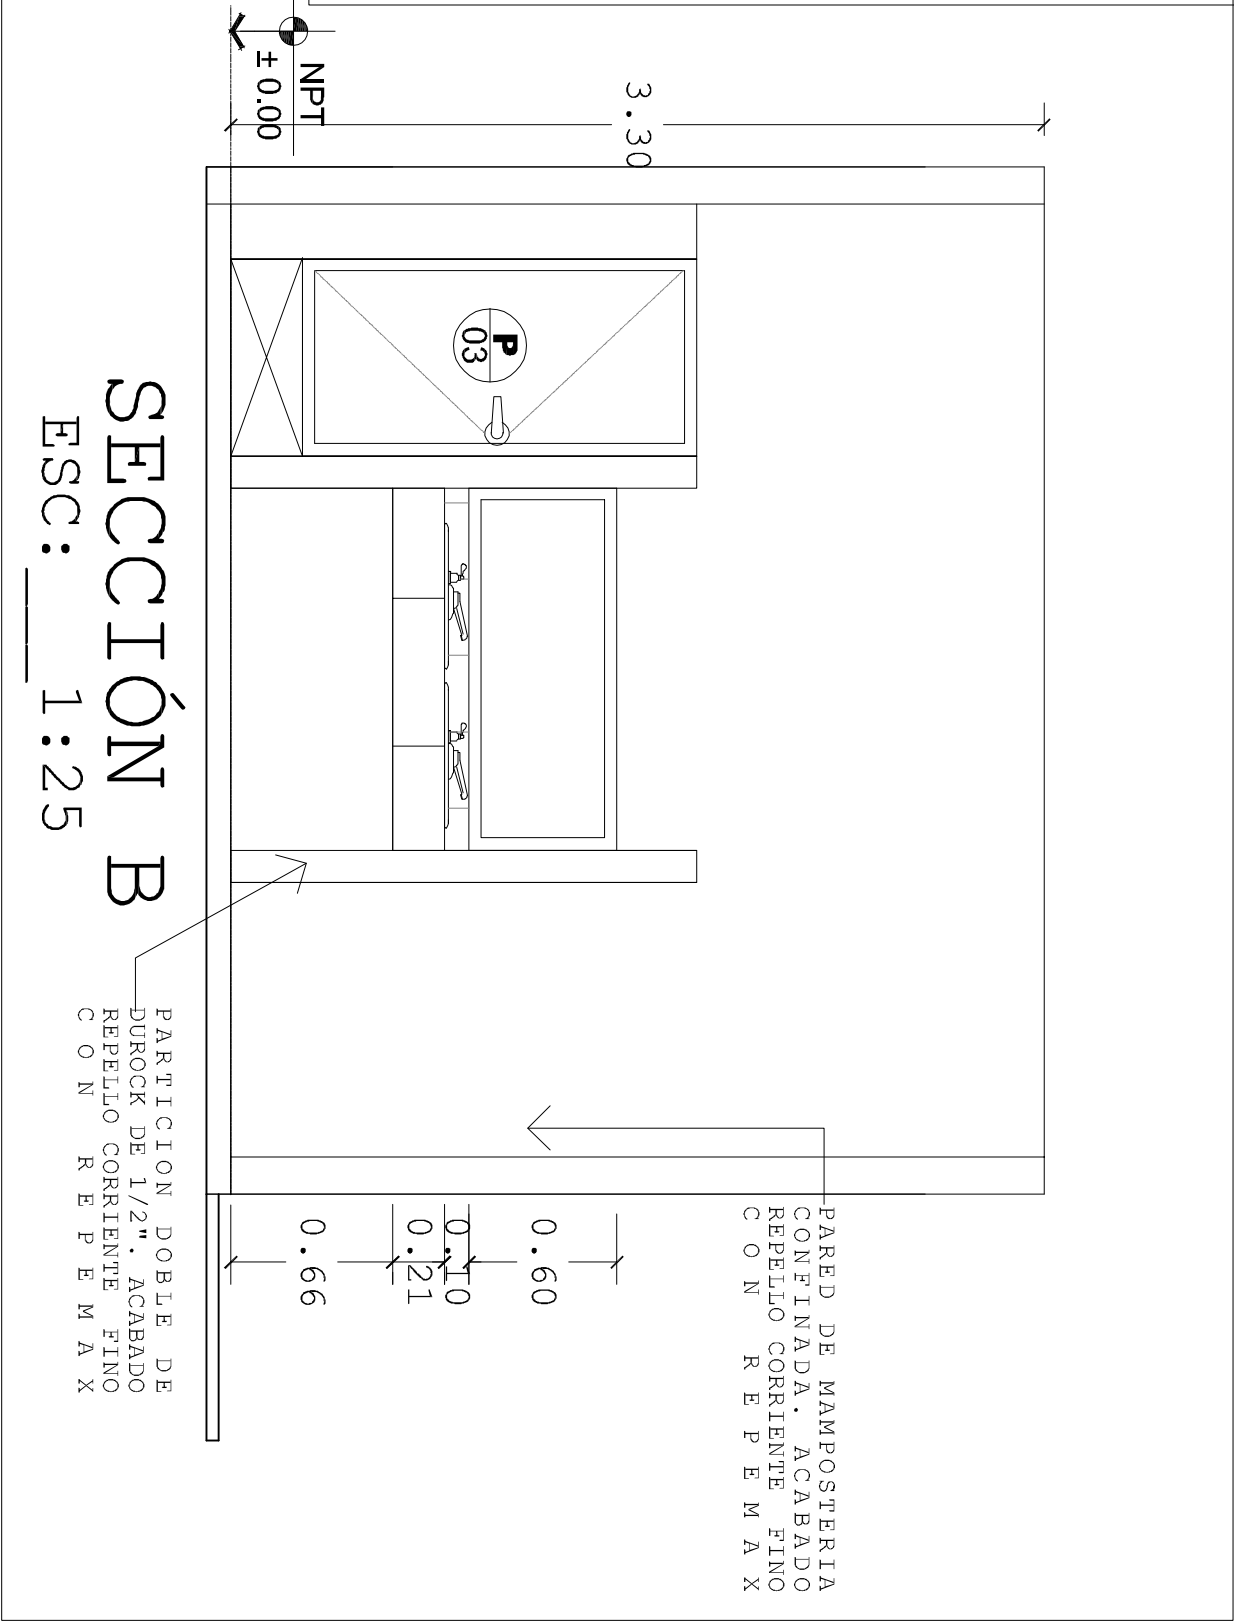 NPT
± 0.00
3.30
P
03
PARED DE MAMPOSTERIA
CONFINADA. ACABADO
REPELLO CORRIENTE FINO
CON REPEMAX
0.60
0.10
0.21
0.66
PARTICION DOBLE DE
DUROCK DE 1/2". ACABADO
REPELLO CORRIENTE FINO
CON REPEMAX
SECCIÓN B
ESC:___ 1:25